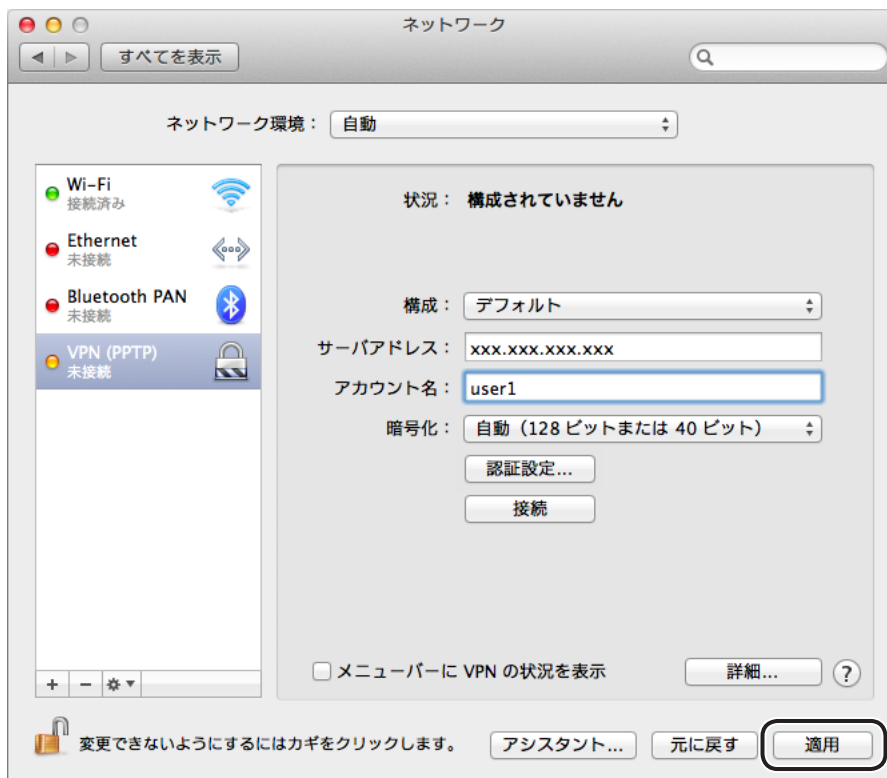 ネットワーク
すべてを表示
ネットワーク環境： 自動
Wi-Fi
接続済み
Ethernet
未接続
Bluetooth PAN
未接続
VPN (PPTP)
未接続
状況： 構成されていません
構成： デフォルト
サーバアドレス： xxx.xxx.xxx.xxx
アカウント名： user1
暗号化： 自動（128 ビットまたは 40 ビット）
認証設定...
接続
メニューバーに VPN の状況を表示 詳細... ?
変更できないようにするにはカギをクリックします。 アシスタント... 元に戻す 適用